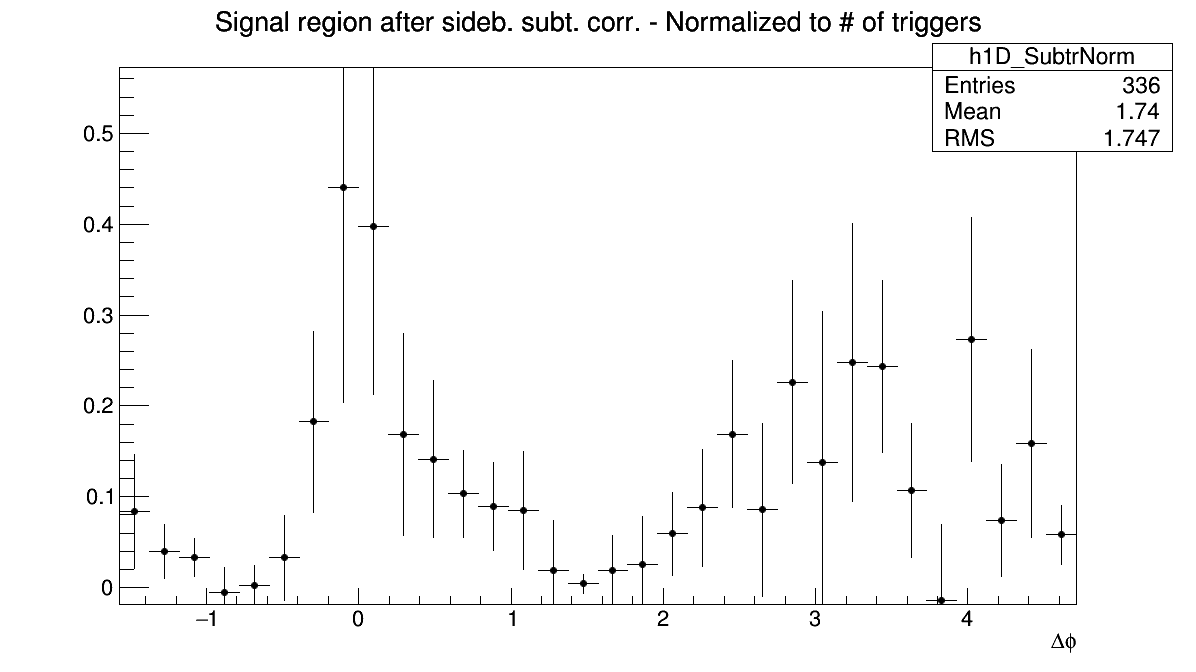 Signal region after sideb. subt. corr. - Normalized to # of triggers
h1D_SubtrNorm
Entries 336
Mean 1.74
RMS 1.747
0.5
0.4
0.3
0.2
0.1
0
−1 0 1 2 3 4
Δϕ